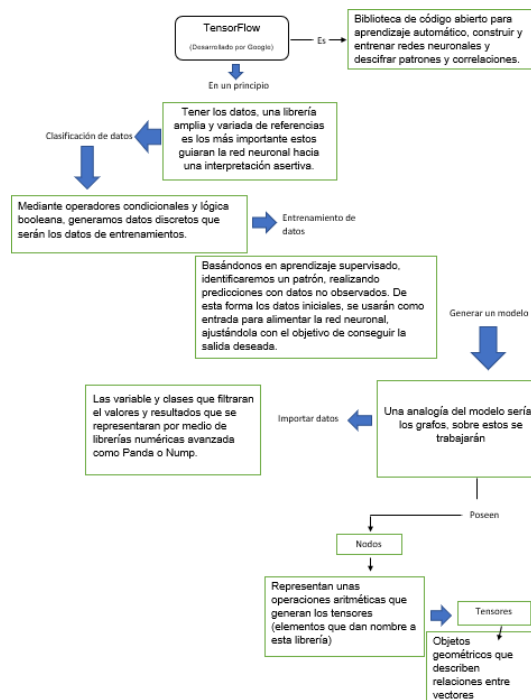 TensorFlow
(Desarrollado por Google)
Es
Biblioteca de código abierto para
aprendizaje automático, construir y
entrenar redes neuronales y
descifrar patrones y correlaciones.
En un principio
Tener los datos, una librería
amplia y variada de referencias
es los más importante estos
guiaran la red neuronal hacia
una interpretación asertiva.
Clasificación de datos
Mediante operadores condicionales y lógica
booleana, generamos datos discretos que
serán los datos de entrenamientos.
Entrenamiento de
datos
Basándonos en aprendizaje supervisado,
identificaremos un patrón, realizando
predicciones con datos no observados. De
esta forma los datos iniciales, se usarán como
entrada para alimentar la red neuronal,
ajustándola con el objetivo de conseguir la
salida deseada.
Generar un modelo
Una analogía del modelo sería
los grafos, sobre estos se
trabajarán
Importar datos
Las variable y clases que filtraran
el valores y resultados que se
representaran por medio de
librerías numéricas avanzada
como Panda o Nump.
Poseen
Nodos
Representan unas
operaciones aritméticas que
generan los tensores
(elementos que dan nombre a
esta librería)
Tensores
Objetos
geométricos que
describen
relaciones entre
vectores